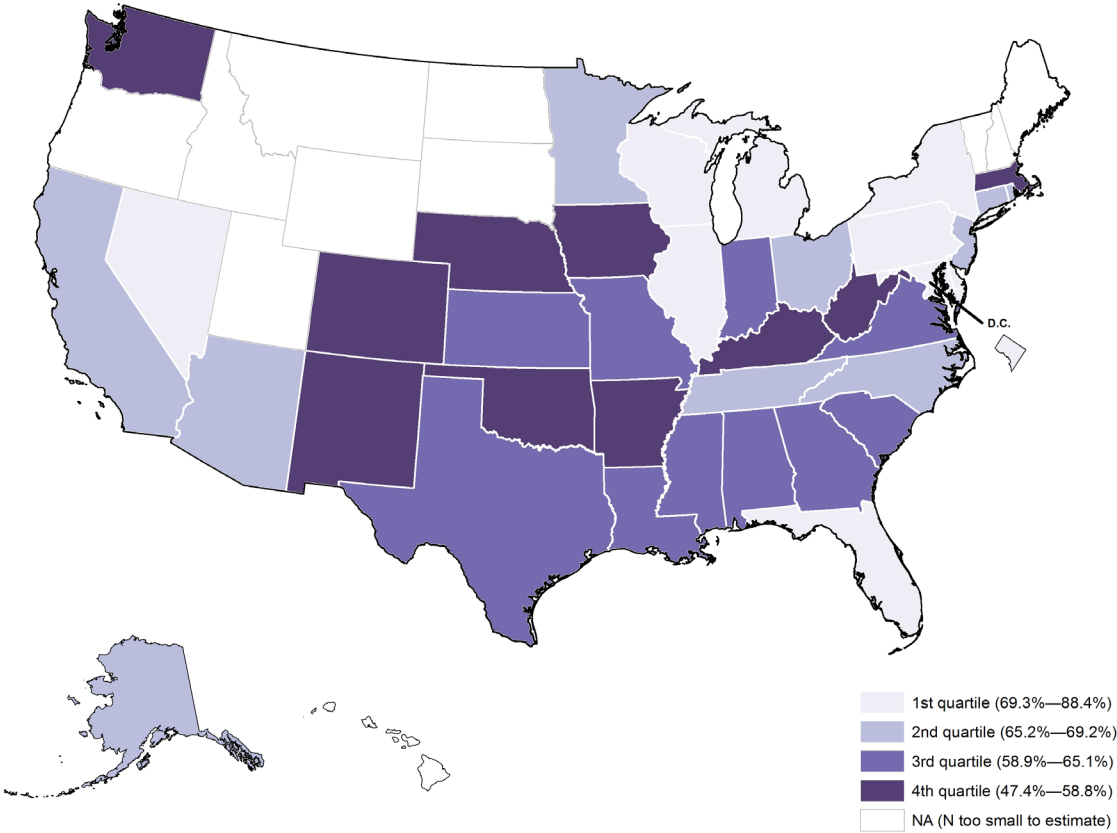 D.C.
1st quartile (69.3%—88.4%)
2nd quartile (65.2%—69.2%)
3rd quartile (58.9%—65.1%)
4th quartile (47.4%—58.8%)
NA (N too small to estimate)